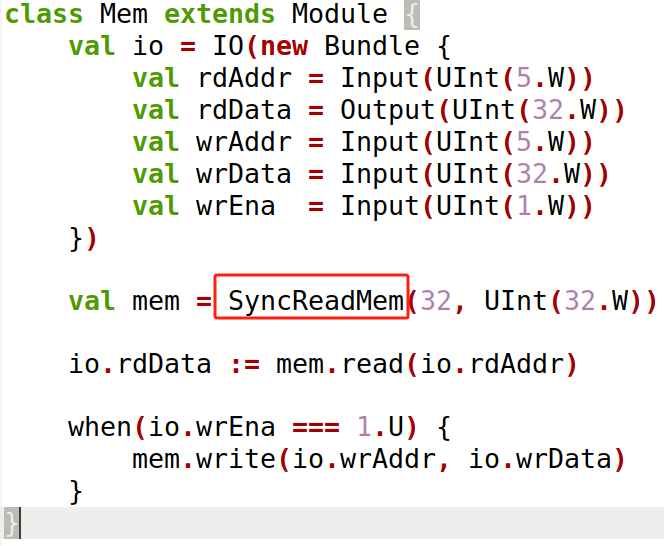 class Mem extends Module {
    val io = IO(new Bundle {
        val rdAddr = Input(UInt(5.W))
        val rdData = Output(UInt(32.W))
        val wrAddr = Input(UInt(5.W))
        val wrData = Input(UInt(32.W))
        val wrEna  = Input(UInt(1.W))
    })

    val mem = SyncReadMem(32, UInt(32.W))

    io.rdData := mem.read(io.rdAddr)

    when(io.wrEna === 1.U) {
        mem.write(io.wrAddr, io.wrData)
    }
}